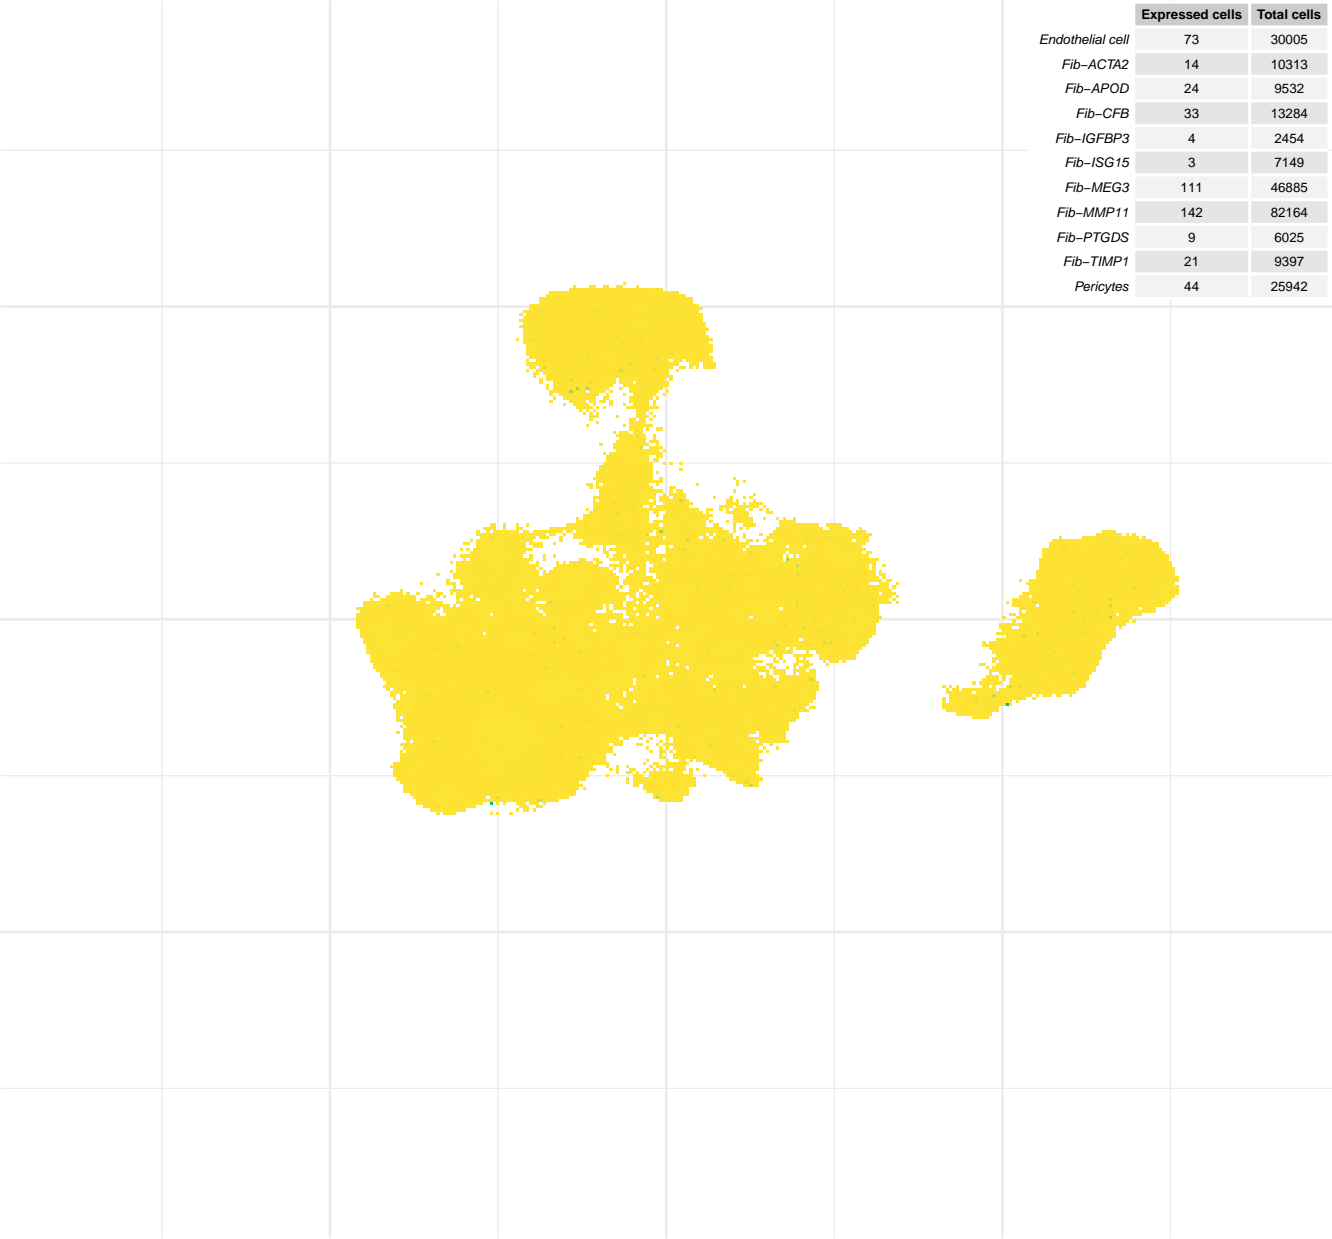 Expressed cells Total cells
Endothelial cell 73 30005
Fib−ACTA2 14 10313
Fib−APOD 24 9532
Fib−CFB 33 13284
Fib−IGFBP3 4 2454
Fib−ISG15 3 7149
Fib−MEG3 111 46885
Fib−MMP11 142 82164
Fib−PTGDS 9 6025
Fib−TIMP1 21 9397
Pericytes 44 25942